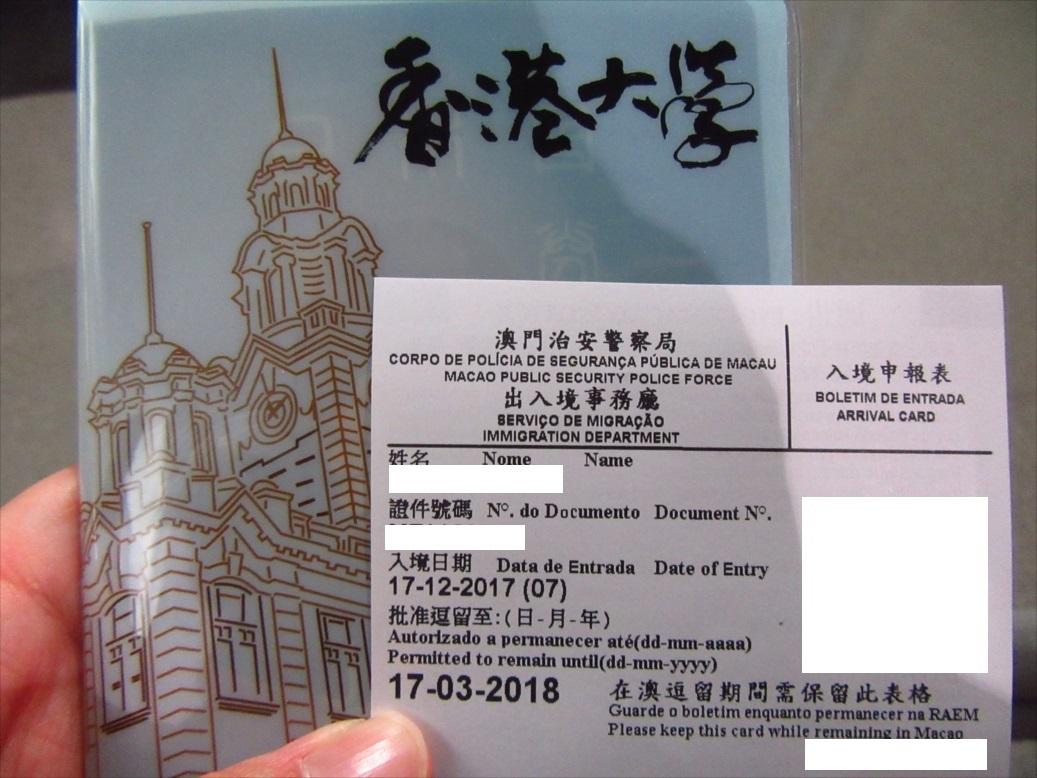 香港大學
澳門治安警察局
CORPO DE POLÍCIA DE SEGURANÇA PÚBLICA DE MACAU
MACAO PUBLIC SECURITY POLICE FORCE
出入境事務廳
SERVIÇO DE MIGRAÇÃO
IMMIGRATION DEPARTMENT
入境申報表
BOLETIM DE ENTRADA
ARRIVAL CARD
姓名 Nome Name
證件號碼 Nº. do Documento Document Nº.
入境日期 Data de Entrada Date of Entry
17-12-2017 (07)
批准逗留至:(日-月-年)
Autorizado a permanecer até(dd-mm-aaaa)
Permitted to remain until(dd-mm-yyyy)
17-03-2018
在澳逗留期間需保留此表格
Guarde o boletim enquanto permanecer na RAEM
Please keep this card while remaining in Macao